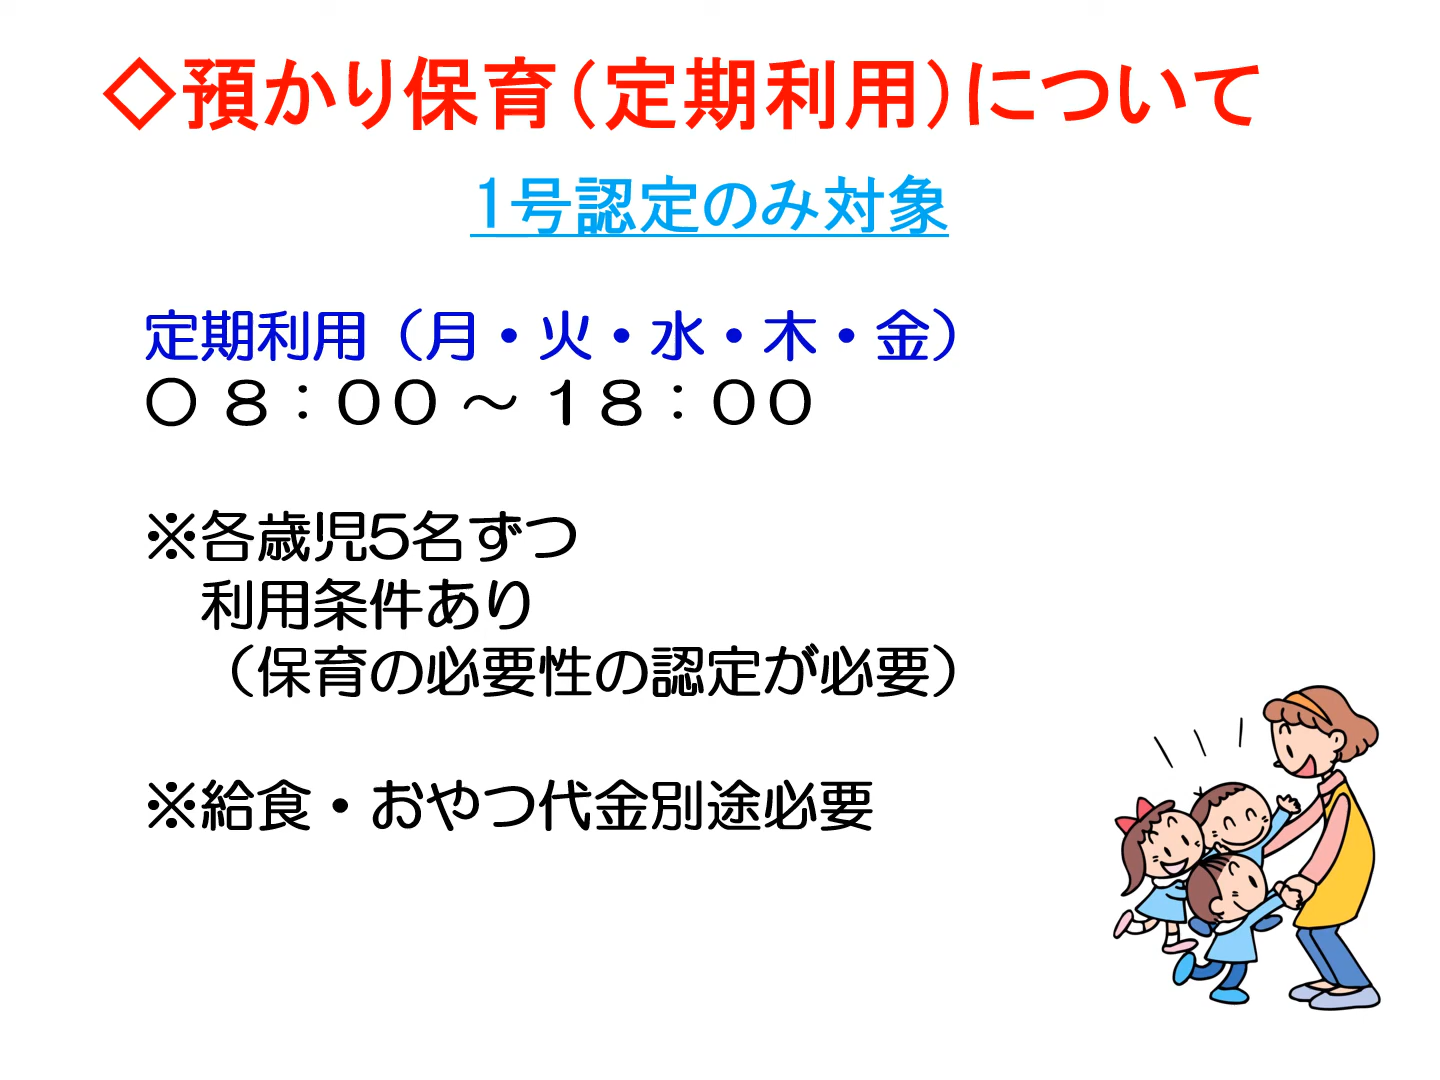 ◇預かり保育（定期利用）について
1号認定のみ対象
定期利用（月・火・水・木・金）
〇８：００～１８：００
※各歳児5名ずつ
利用条件あり
（保育の必要性の認定が必要）
※給食・おやつ代金別途必要